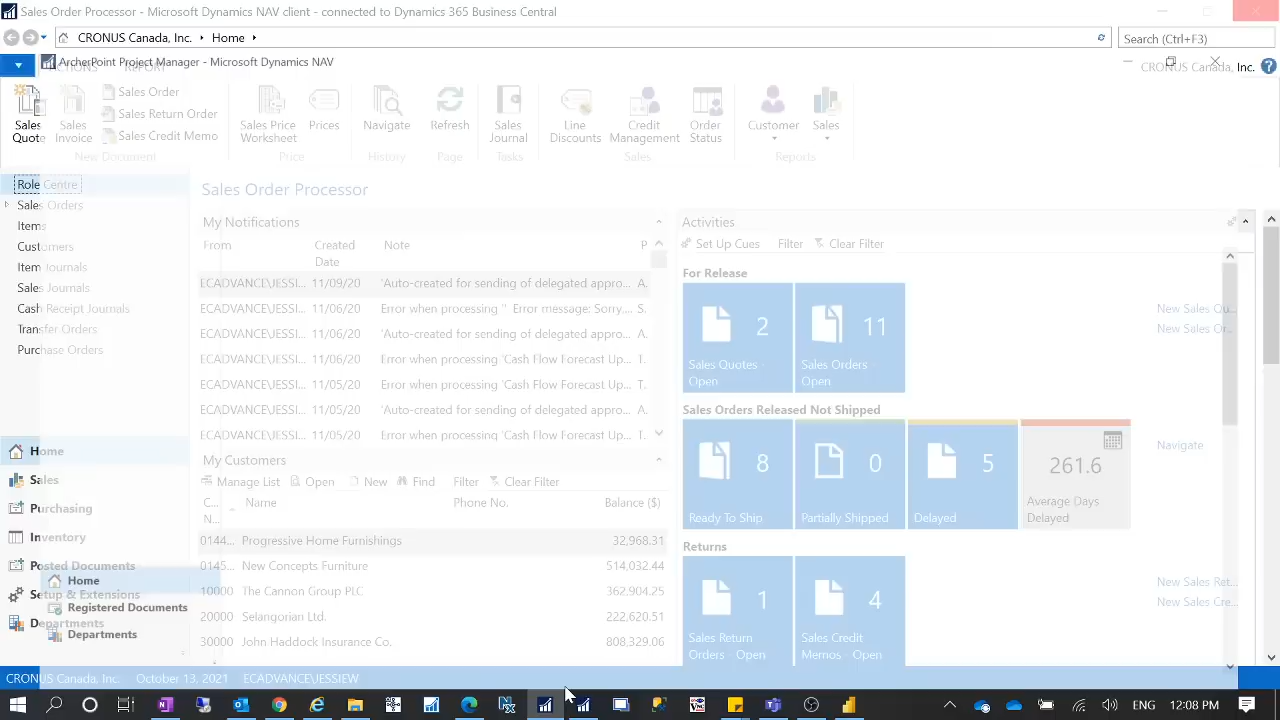 Sales Order Processor - Microsoft Dynamics NAV client - connected to Dynamics 365 Business Central
CRONUS Canada, Inc. Home
Search (Ctrl+F3)
ArcherPoint Project Manager - Microsoft Dynamics NAV
REPORT
CRONUS Canada, Inc.
Sales Quote
Sales Invoice
Sales Order
Sales Return Order
Sales Credit Memo
New Document
Sales Price Worksheet
Prices
Price
Navigate
History
Refresh
Page
Sales Journal
Tasks
Line Discounts
Credit Management
Order Status
Sales
Customer
Sales
Reports
Role Centre
Sales Orders
Items
Customers
Item Journals
Sales Journals
Cash Receipt Journals
Transfer Orders
Purchase Orders
Home
Sales
Purchasing
Inventory
Posted Documents
Setup & Extensions
Departments
Home
Registered Documents
Departments
Sales Order Processor
My Notifications
From Created Date Note P
ECADVANCE\JESSI... 11/09/20 'Auto-created for sending of delegated appro... A.
ECADVANCE\JESSI... 11/06/20 Error when processing '' Error message: Sorry,... S.
ECADVANCE\JESSI... 11/06/20 'Auto-created for sending of delegated appro... A.
ECADVANCE\JESSI... 11/06/20 Error when processing 'Cash Flow Forecast Up... T.
ECADVANCE\JESSI... 11/05/20 Error when processing 'Cash Flow Forecast Up... T.
ECADVANCE\JESSI... 11/05/20 'Auto-created for sending of delegated appro... A.
ECADVANCE\JESSI... 11/05/20 Error when processing 'Cash Flow Forecast Up... T.
My Customers
Manage List Open New Find Filter Clear Filter
C... N... Name Phone No. Balance ($)
0144... Progressive Home Furnishings 32,968.31
0145... New Concepts Furniture 514,032.44
10000 The Cannon Group PLC 362,904.25
20000 Selangorian Ltd. 222,620.51
30000 John Haddock Insurance Co. 808,329.06
Activities
Set Up Cues Filter Clear Filter
For Release
2
Sales Quotes - Open
11
Sales Orders - Open
New Sales Qu...
New Sales Or...
Sales Orders Released Not Shipped
8
Ready To Ship
0
Partially Shipped
5
Delayed
261.6
Average Days Delayed
Navigate
Returns
1
Sales Return Orders - Open
4
Sales Credit Memos - Open
New Sales Ret...
New Sales Cre...
CRONUS Canada, Inc. October 13, 2021 ECADVANCE\JESSIEW
12:08 PM